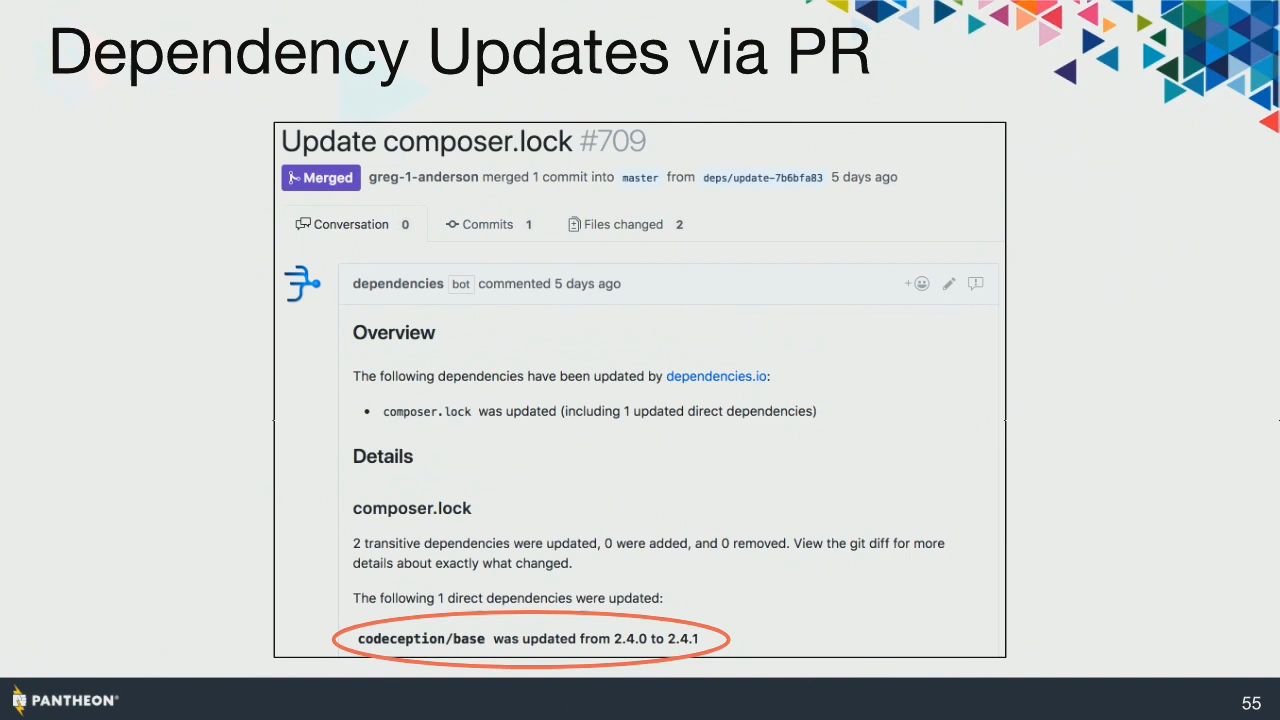 Dependency Updates via PR
Update composer.lock #709
Merged greg-1-anderson merged 1 commit into master from deps/update-7b6bfa83 5 days ago
Conversation 0 Commits 1 Files changed 2
dependencies bot commented 5 days ago
Overview
The following dependencies have been updated by dependencies.io:
• composer.lock was updated (including 1 updated direct dependencies)
Details
composer.lock
2 transitive dependencies were updated, 0 were added, and 0 removed. View the git diff for more
details about exactly what changed.
The following 1 direct dependencies were updated:
codeception/base was updated from 2.4.0 to 2.4.1
PANTHEON
55